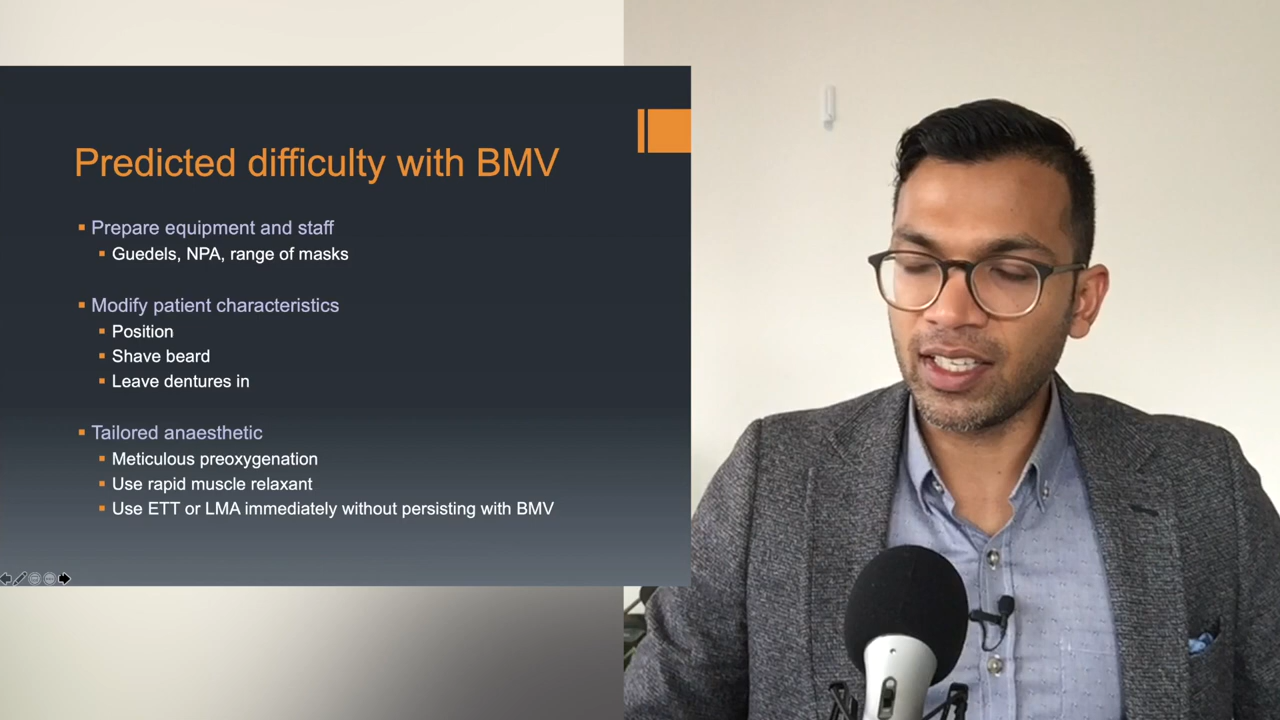 Predicted difficulty with BMV
Prepare equipment and staff
Guedels, NPA, range of masks
Modify patient characteristics
Position
Shave beard
Leave dentures in
Tailored anaesthetic
Meticulous preoxygenation
Use rapid muscle relaxant
Use ETT or LMA immediately without persisting with BMV